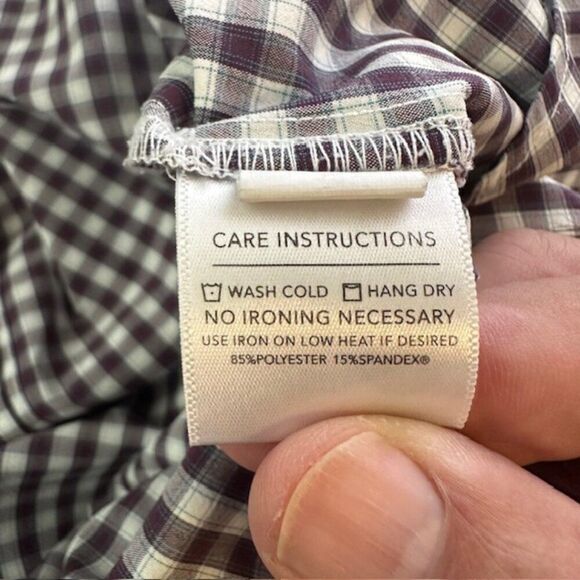 CARE INSTRUCTIONS
WASH COLD HANG DRY
NO IRONING NECESSARY
USE IRON ON LOW HEAT IF DESIRED
85%POLYESTER 15%SPANDEX®